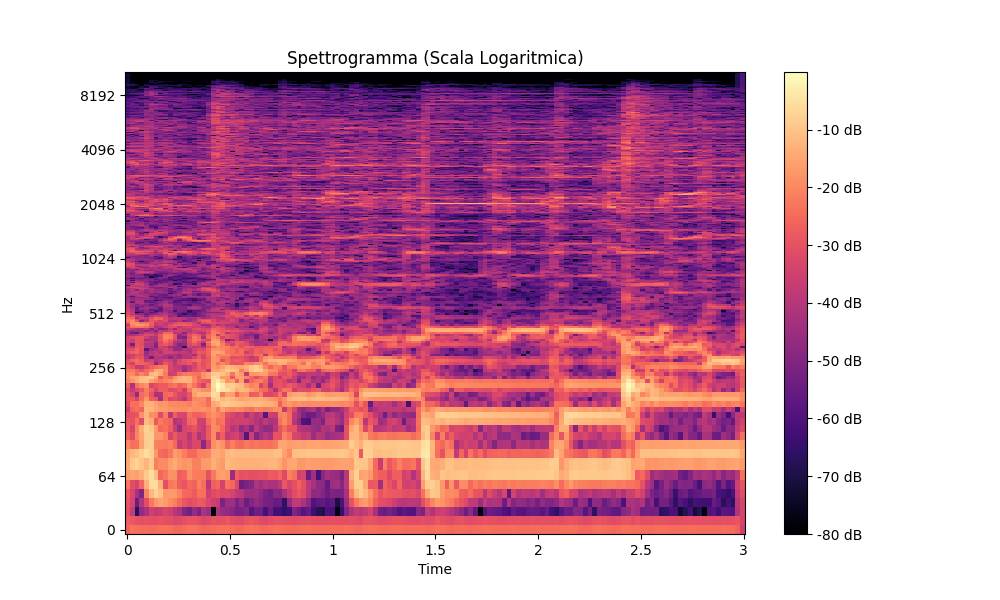 Spettrogramma (Scala Logaritmica)
8192
4096
2048
1024
512
256
128
64
0
Hz
0
0.5
1
1.5
2
2.5
3
Time
-10 dB
-20 dB
-30 dB
-40 dB
-50 dB
-60 dB
-70 dB
-80 dB